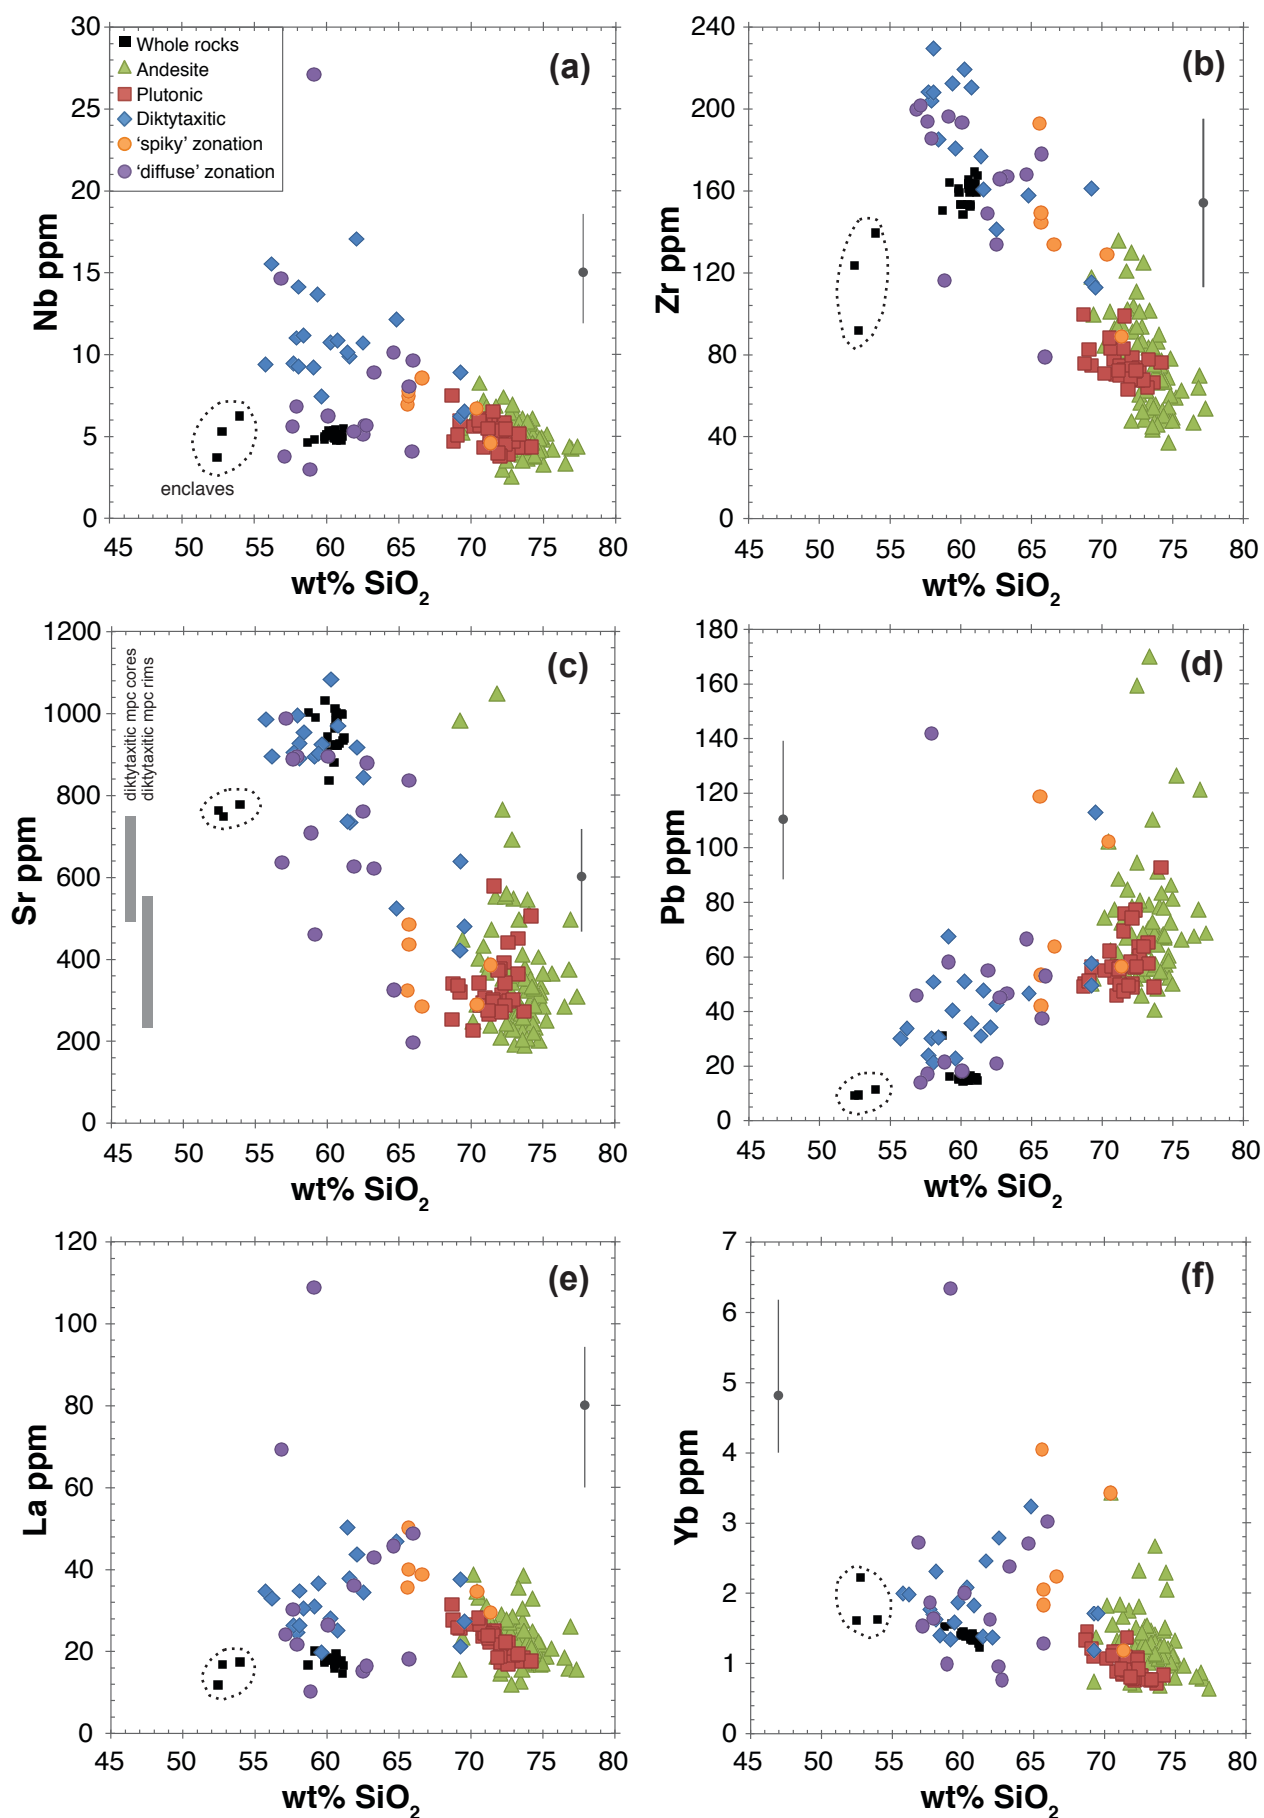 30
25
20
15
10
5
0
Nb ppm
Whole rocks
Andesite
Plutonic
Diktytaxitic
‘spiky’ zonation
‘diffuse’ zonation
(a)
enclaves
45 50 55 60 65 70 75 80
wt% SiO2
240
200
160
120
80
40
0
Zr ppm
(b)
45 50 55 60 65 70 75 80
wt% SiO2
1200
1000
800
600
400
200
0
Sr ppm
diktytaxitic mpc cores
diktytaxitic mpc rims
(c)
45 50 55 60 65 70 75 80
wt% SiO2
180
160
140
120
100
80
60
40
20
0
Pb ppm
(d)
45 50 55 60 65 70 75 80
wt% SiO2
120
100
80
60
40
20
0
La ppm
(e)
45 50 55 60 65 70 75 80
wt% SiO2
7
6
5
4
3
2
1
0
Yb ppm
(f)
45 50 55 60 65 70 75 80
wt% SiO2